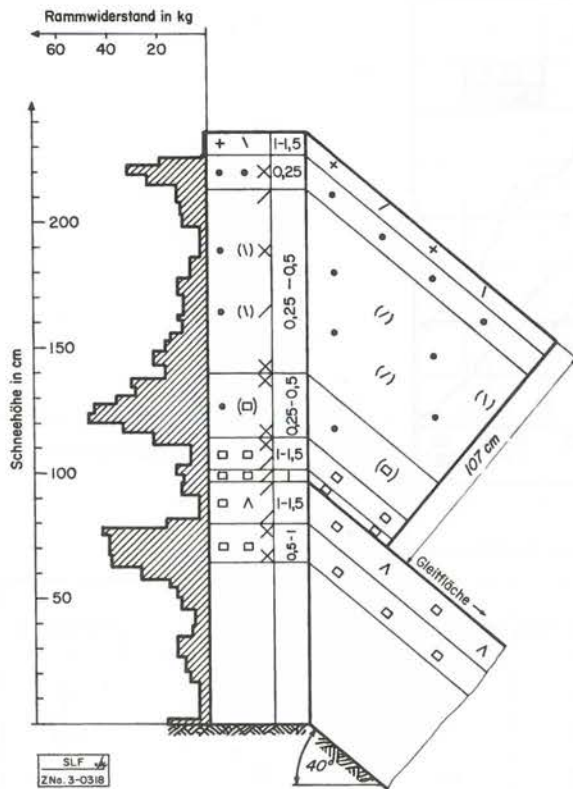 Rammwiderstand in kg
60 40 20
Schneehöhe in cm
200
150
100
50
1-1,5
0,25
0,25 – 0,5
0,25-0,5
1-1,5
1
1-1,5
0,5-1
107 cm
Gleitfläche
40°
SLF
ZNo. 3-0318